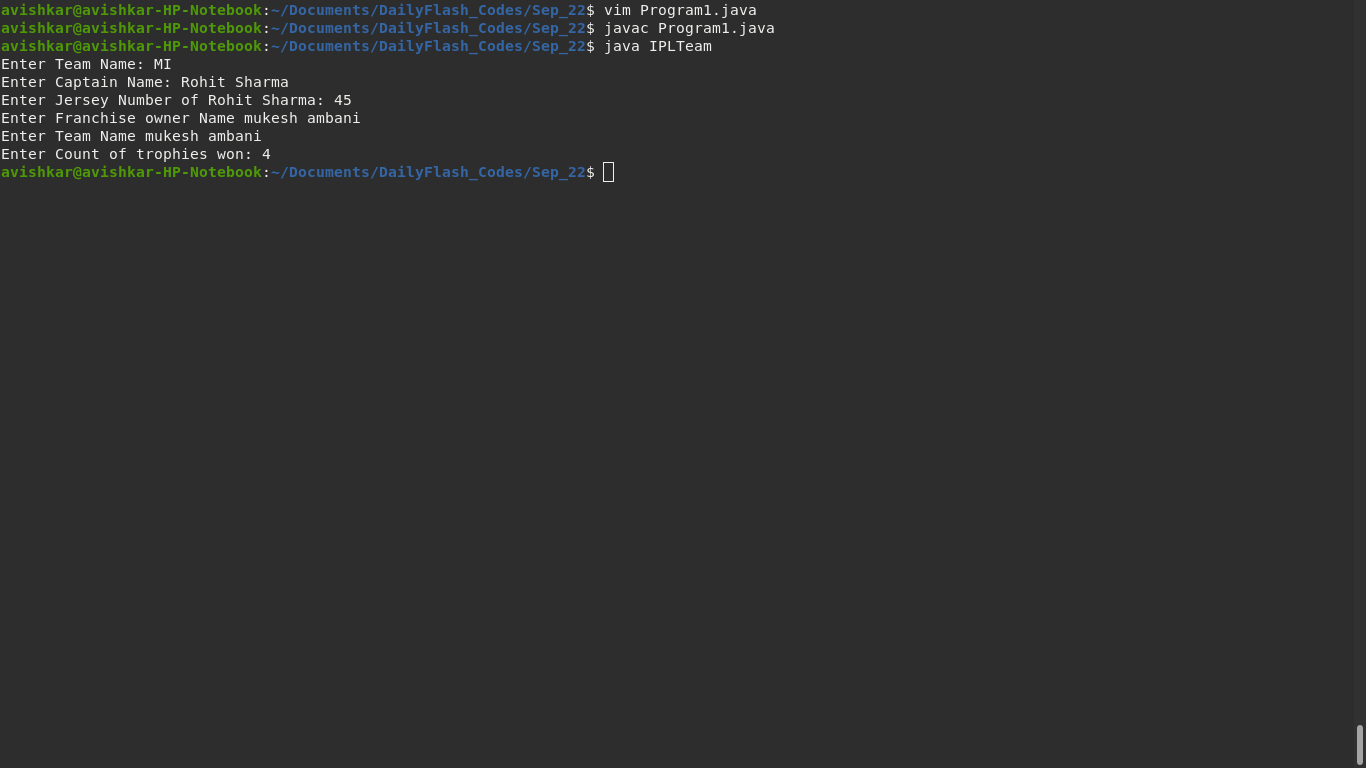 avishkar@avishkar-HP-Notebook:~/Documents/DailyFlash_Codes/Sep_22$ vim Program1.java
avishkar@avishkar-HP-Notebook:~/Documents/DailyFlash_Codes/Sep_22$ javac Program1.java
avishkar@avishkar-HP-Notebook:~/Documents/DailyFlash_Codes/Sep_22$ java IPLTeam
Enter Team Name: MI
Enter Captain Name: Rohit Sharma
Enter Jersey Number of Rohit Sharma: 45
Enter Franchise owner Name mukesh ambani
Enter Team Name mukesh ambani
Enter Count of trophies won: 4
avishkar@avishkar-HP-Notebook:~/Documents/DailyFlash_Codes/Sep_22$